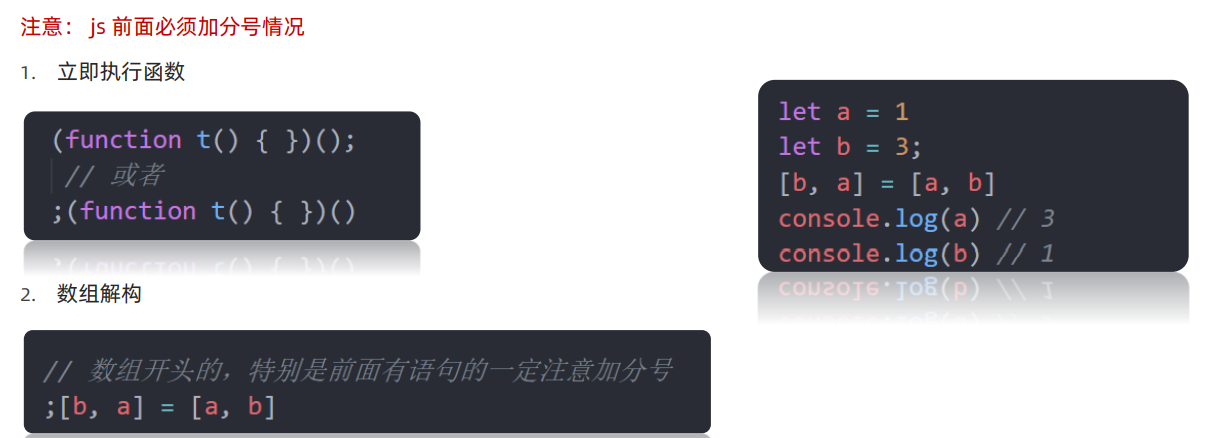 注意： js 前面必须加分号情况
1. 立即执行函数
(function t() { })();
// 或者
;(function t() { })()
2. 数组解构
// 数组开头的，特别是前面有语句的一定注意加分号
;[b, a] = [a, b]
let a = 1
let b = 3;
[b, a] = [a, b]
console.log(a) // 3
console.log(b) // 1